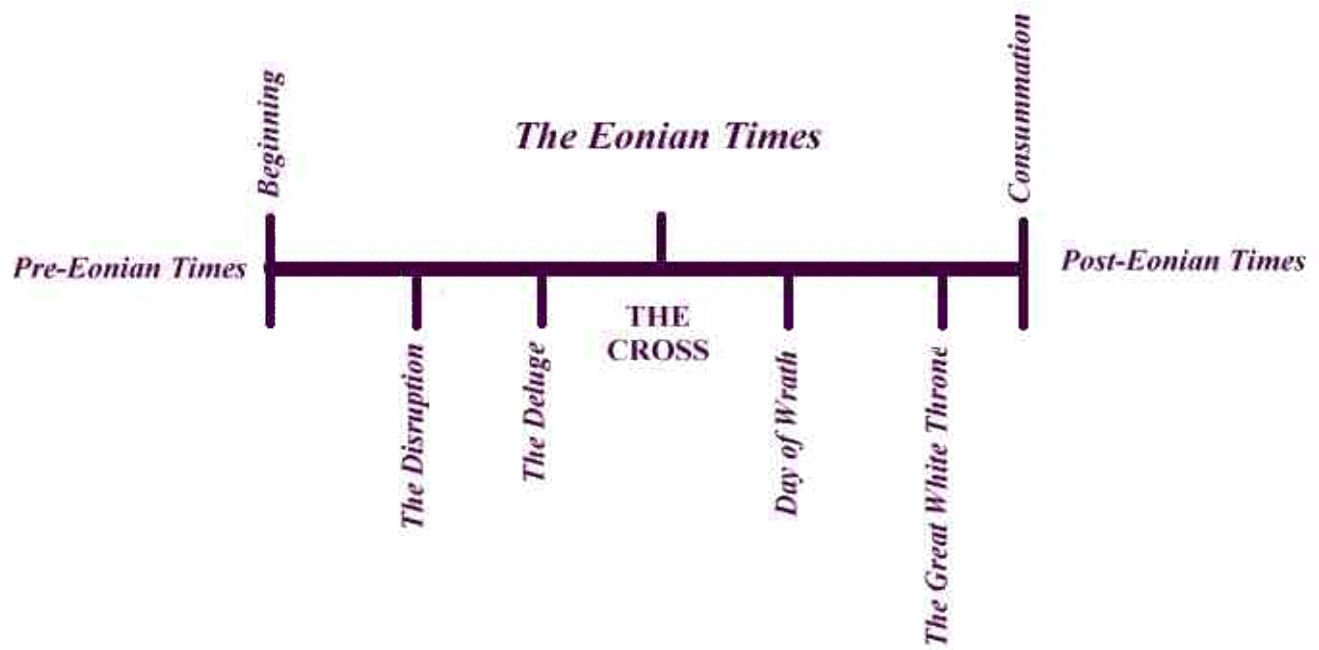 Beginning
Consummation
The Eonian Times
Pre-Eonian Times
Post-Eonian Times
THE
CROSS
The Disruption
The Deluge
Day of Wrath
The Great White Throne